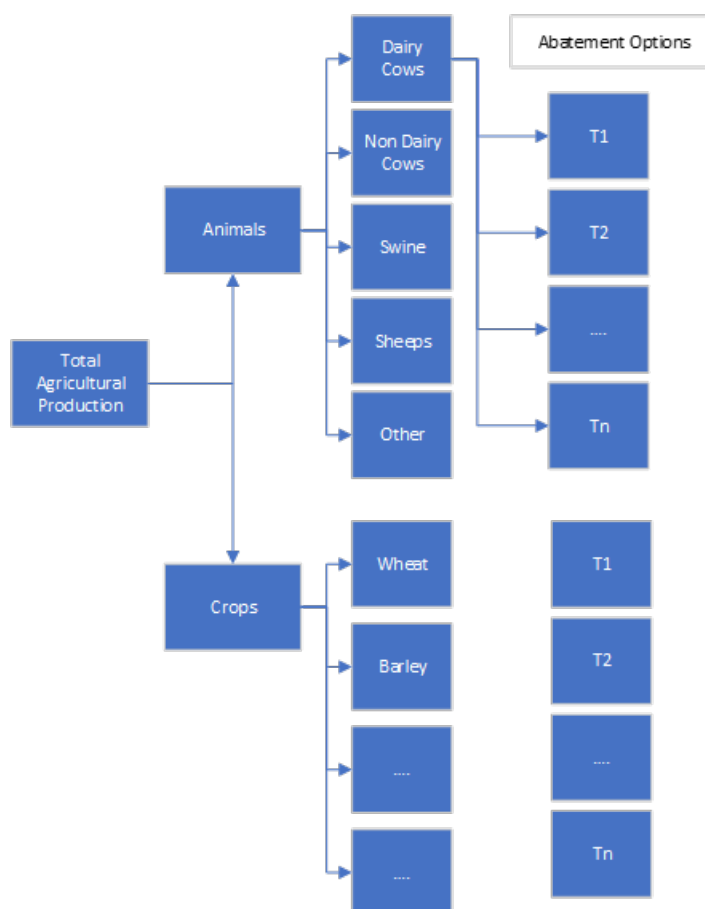 Dairy
Cows
Abatement Options
Non Dairy
Cows
T1
Animals
Swine
T2
Total
Agricultural
Production
Sheeps
....
Other
Tn
Crops
Wheat
T1
Barley
T2
....
....
....
Tn